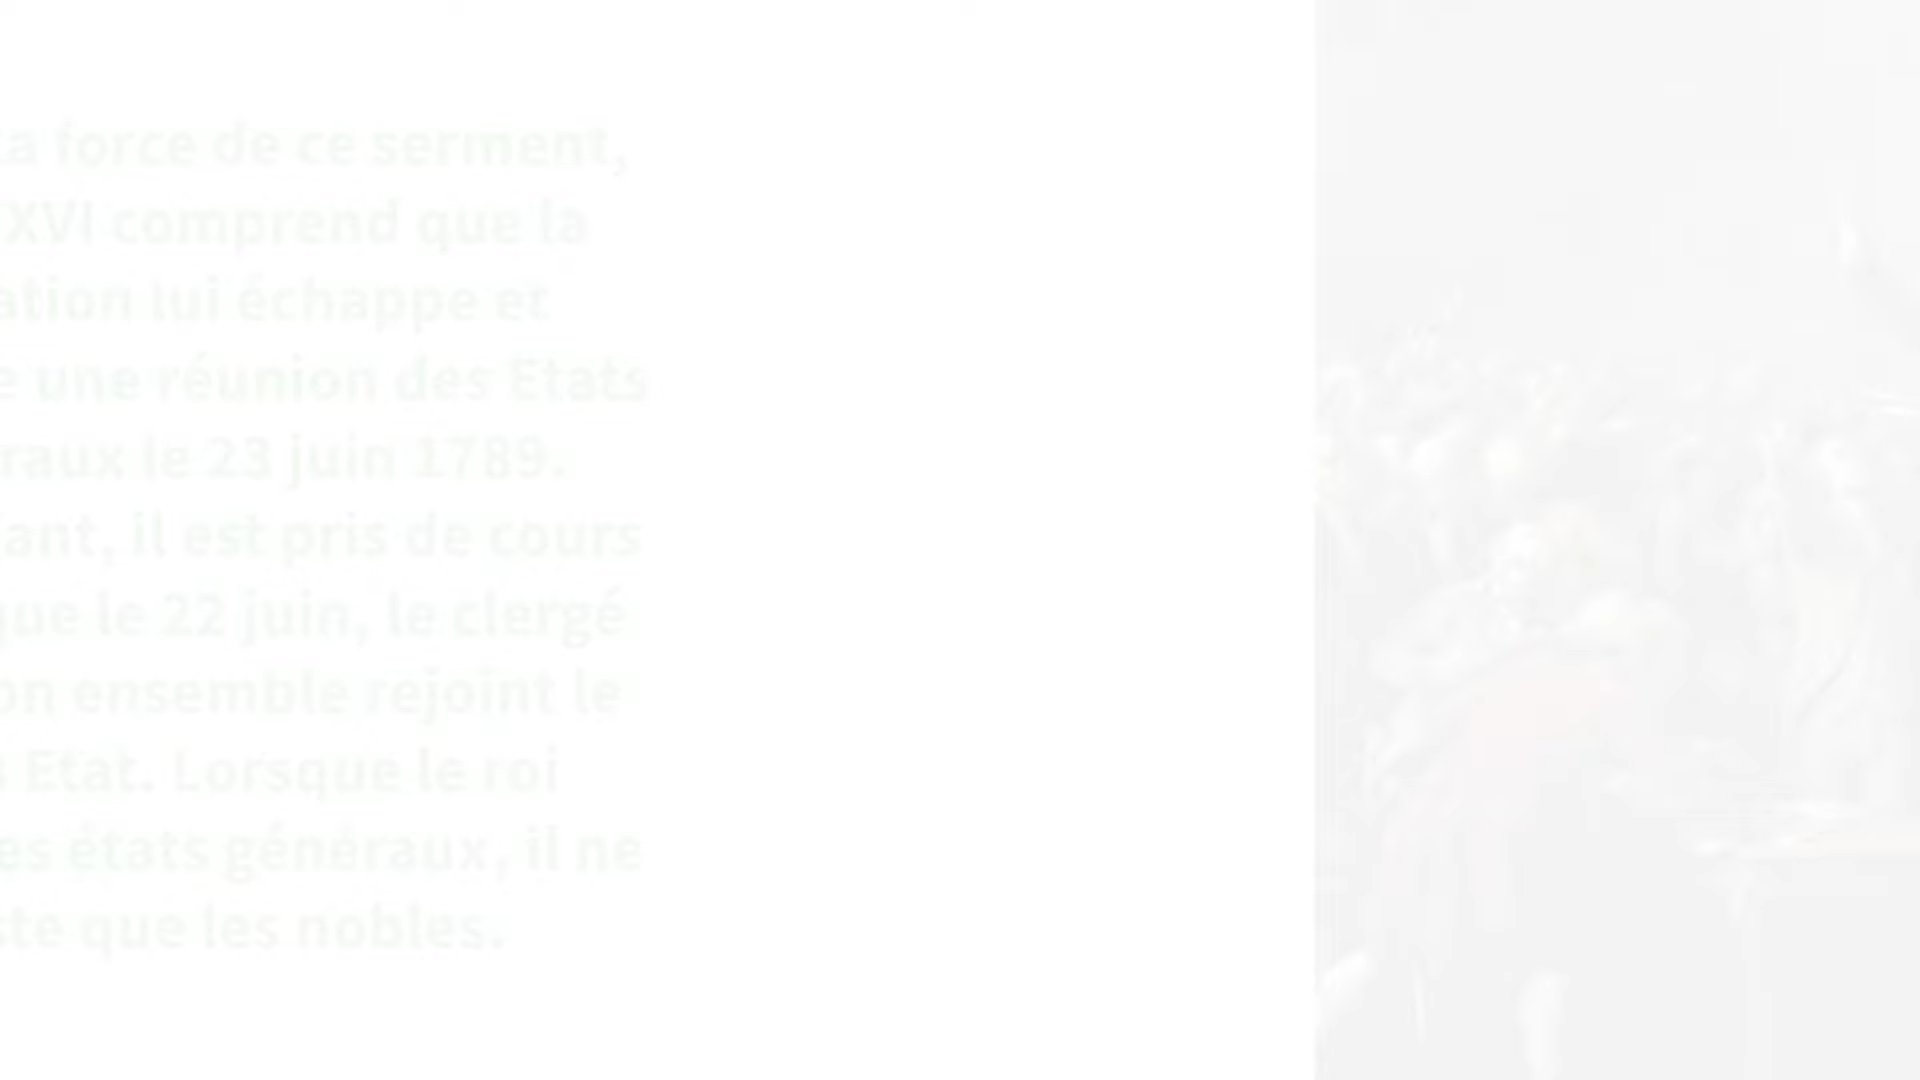 la force de ce serment,
XVI comprend que la
ation lui échappe et
e une réunion des Etats
raux le 23 juin 1789.
ant, il est pris de cours
que le 22 juin, le clergé
on ensemble rejoint le
s Etat. Lorsque le roi
es états généraux, il ne
ste que les nobles.